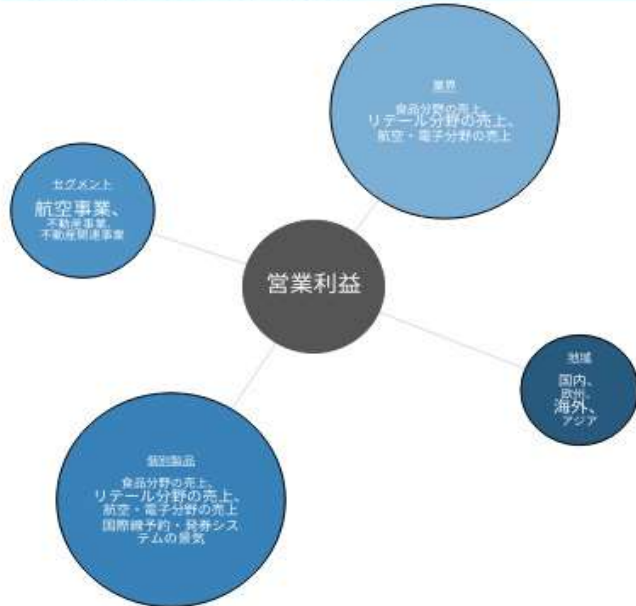 業界
食品分野の売上、
リテール分野の売上、
航空・電子分野の売上
セグメント
航空事業、
不動産事業、
不動産関連事業
営業利益
地域
国内、
欧州、
海外、
アジア
個別製品
食品分野の売上、
リテール分野の売上、
航空・電子分野の売上
国際線予約・発券シス
テムの景気